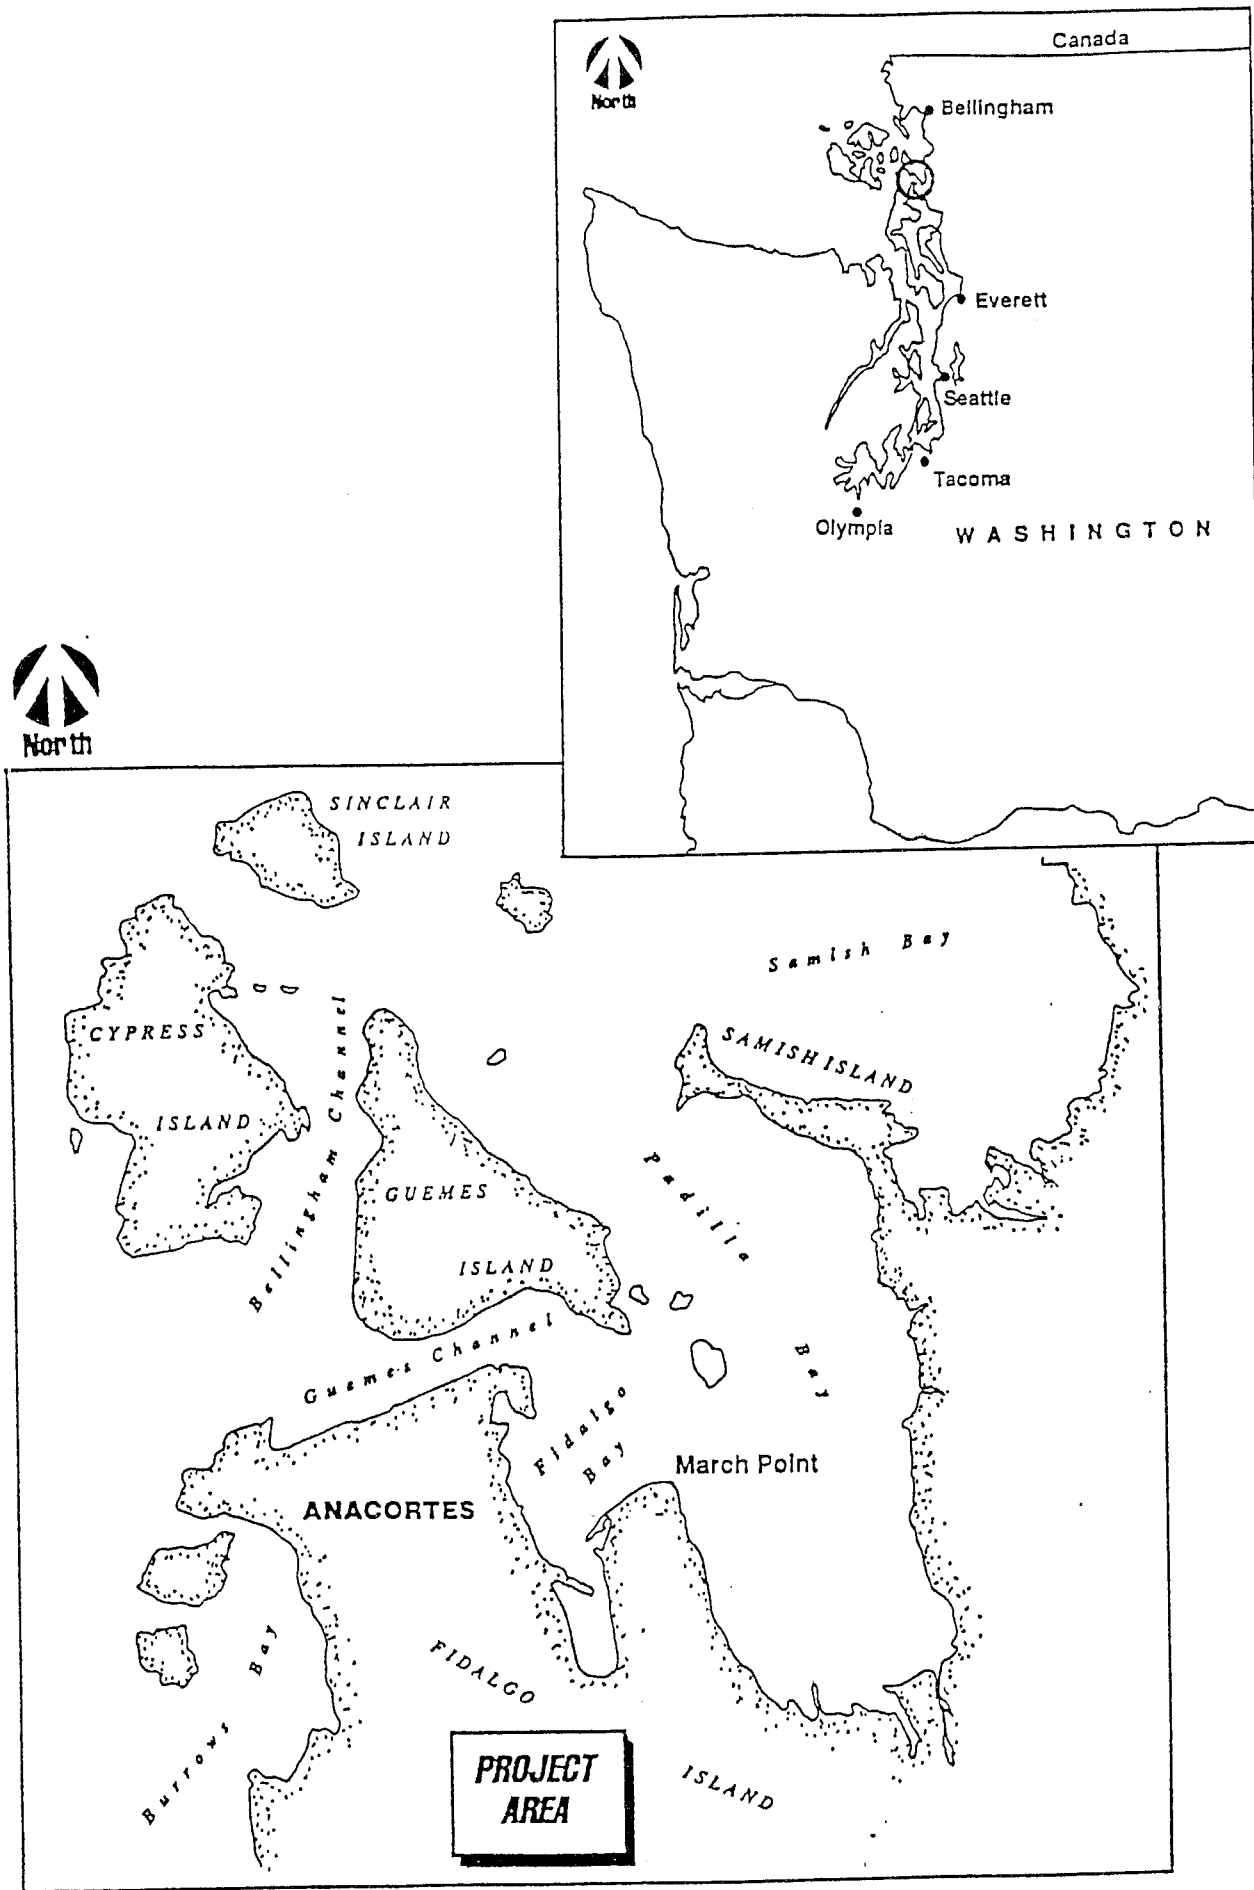 North
Canada
Bellingham
Everett
Seattle
Tacoma
Olympia
WASHINGTON
North
SINCLAIR
ISLAND
Samish Bay
CYPRESS
ISLAND
Bellingham Channel
SAMISH ISLAND
GUEMES
ISLAND
Padilla
Bay
Guemes Channel
Fidalgo
Bay
March Point
ANACORTES
Burrows Bay
FIDALGO
ISLAND
PROJECT
AREA